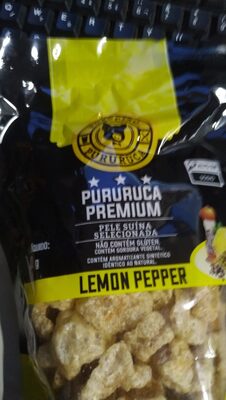 PURURUCA
PURURUCA
PREMIUM
PELE SUÍNA
SELECIONADA
NÃO CONTÉM GLÚTEN.
CONTÉM GORDURA VEGETAL.
CONTÉM AROMATIZANTE SINTÉTICO
IDÊNTICO AO NATURAL.
g
LEMON PEPPER